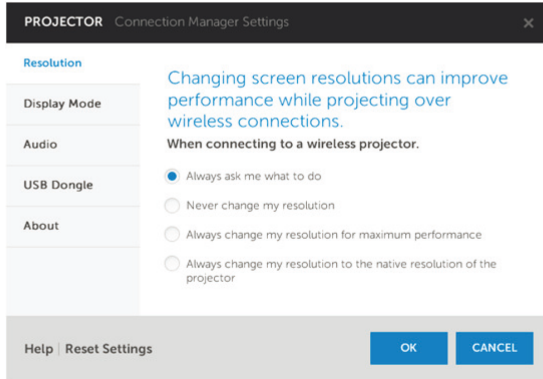 PROJECTOR Connection Manager Settings
Resolution
Display Mode
Audio
USB Dongle
About
Changing screen resolutions can improve
performance while projecting over
wireless connections.
When connecting to a wireless projector.
Always ask me what to do
Never change my resolution
Always change my resolution for maximum performance
Always change my resolution to the native resolution of the
projector
Help | Reset Settings
OK
CANCEL